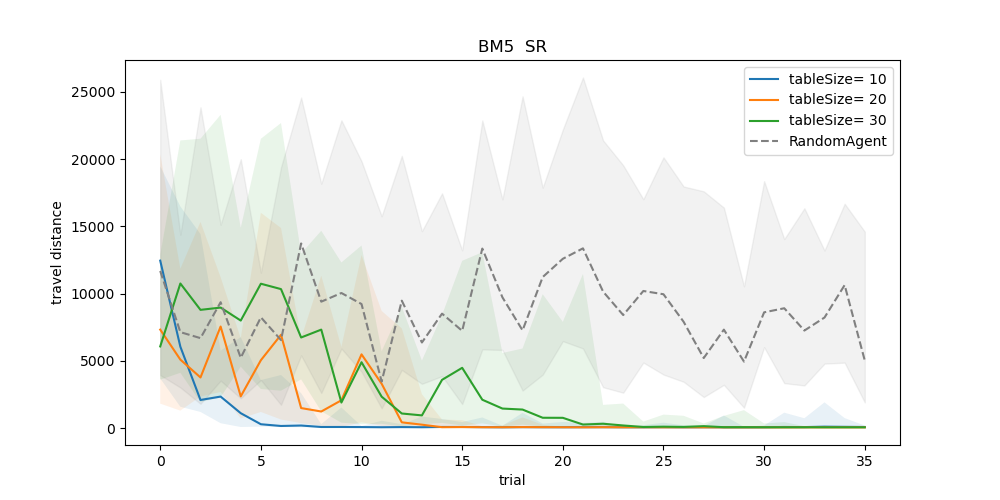 BM5 SR
tableSize= 10
tableSize= 20
tableSize= 30
RandomAgent
25000
20000
15000
10000
5000
0
travel distance
0 5 10 15 20 25 30 35
trial